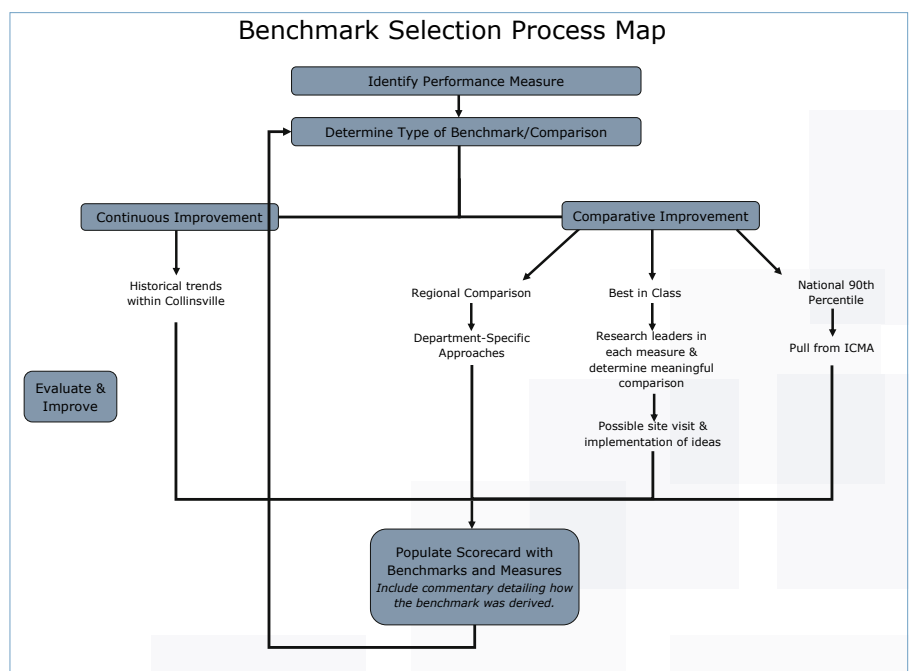 Benchmark Selection Process Map
Identify Performance Measure
Determine Type of Benchmark/Comparison
Continuous Improvement
Comparative Improvement
Historical trends
within Collinsville
Regional Comparison
Department-Specific
Approaches
Best in Class
Research leaders in
each measure &
determine meaningful
comparison
Possible site visit &
implementation of ideas
National 90th
Percentile
Pull from ICMA
Evaluate &
Improve
Populate Scorecard with
Benchmarks and Measures
Include commentary detailing how
the benchmark was derived.